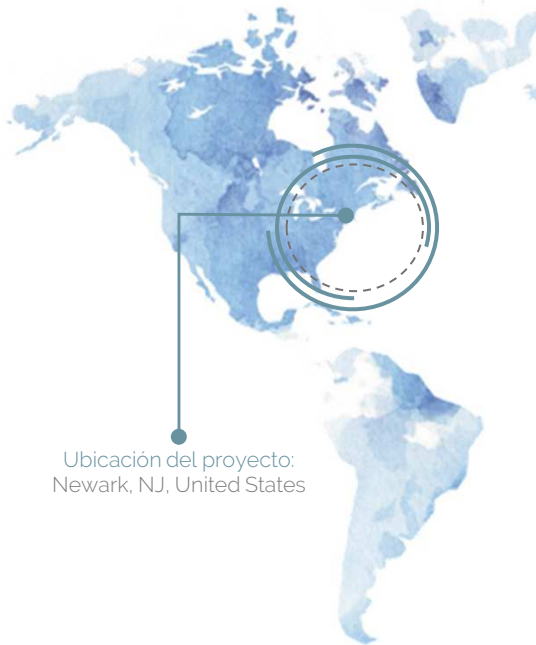 Ubicación del proyecto:
Newark, NJ, United States